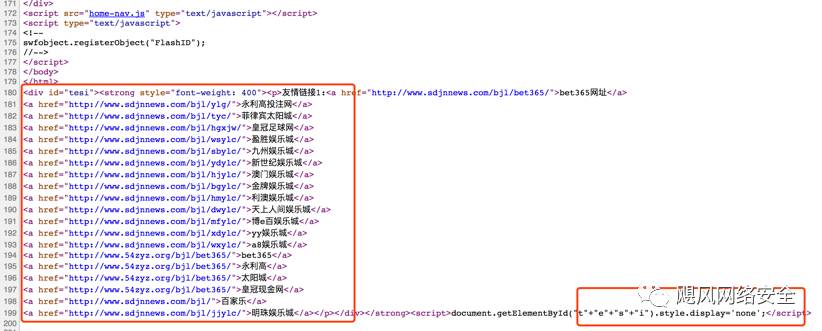 171 </div>
172 <script src="home-nav.js" type="text/javascript"></script>
173 <script type="text/javascript">
174 <!--
175 swfobject.registerObject("FlashID");
176 //-->
177 </script>
178 </body>
179 </html>
180 <div id="tesi"><strong style="font-weight: 400"><p>友情链接1:<a href="http://www.sdjnnews.com/bjl/bet365/">bet365网址</a>
181 <a href="http://www.sdjnnews.com/bjl/ylg/">永利高投注网</a>
182 <a href="http://www.sdjnnews.com/bjl/tyc/">菲律宾太阳城</a>
183 <a href="http://www.sdjnnews.com/bjl/hgxjw/">皇冠足球网</a>
184 <a href="http://www.sdjnnews.com/bjl/wsylc/">盈胜娱乐城</a>
185 <a href="http://www.sdjnnews.com/bjl/sbylc/">九州娱乐城</a>
186 <a href="http://www.sdjnnews.com/bjl/ydylc/">新世纪娱乐城</a>
187 <a href="http://www.sdjnnews.com/bjl/hjylc/">澳门娱乐城</a>
188 <a href="http://www.sdjnnews.com/bjl/bgylc/">金牌娱乐城</a>
189 <a href="http://www.sdjnnews.com/bjl/hmylc/">利澳娱乐城</a>
190 <a href="http://www.sdjnnews.com/bjl/dwylc/">天上人间娱乐城</a>
191 <a href="http://www.sdjnnews.com/bjl/mfylc/">博e百娱乐城</a>
192 <a href="http://www.sdjnnews.com/bjl/xdylc/">yy娱乐城</a>
193 <a href="http://www.sdjnnews.com/bjl/wxylc/">a8娱乐城</a>
194 <a href="http://www.54zyz.org/bjl/bet365/">bet365</a>
195 <a href="http://www.54zyz.org/bjl/bet365/">永利高</a>
196 <a href="http://www.54zyz.org/bjl/bet365/">太阳城</a>
197 <a href="http://www.54zyz.org/bjl/bet365/">皇冠现金网</a>
198 <a href="http://www.sdjnnews.com/bjl/">百家乐</a>
199 <a href="http://www.sdjnnews.com/bjl/jjylc/">明珠娱乐城</a></p></div></strong><script>document.getElementById("t"+"e"+"s"+"i").style.display='none';</script>
200
飓风网络安全